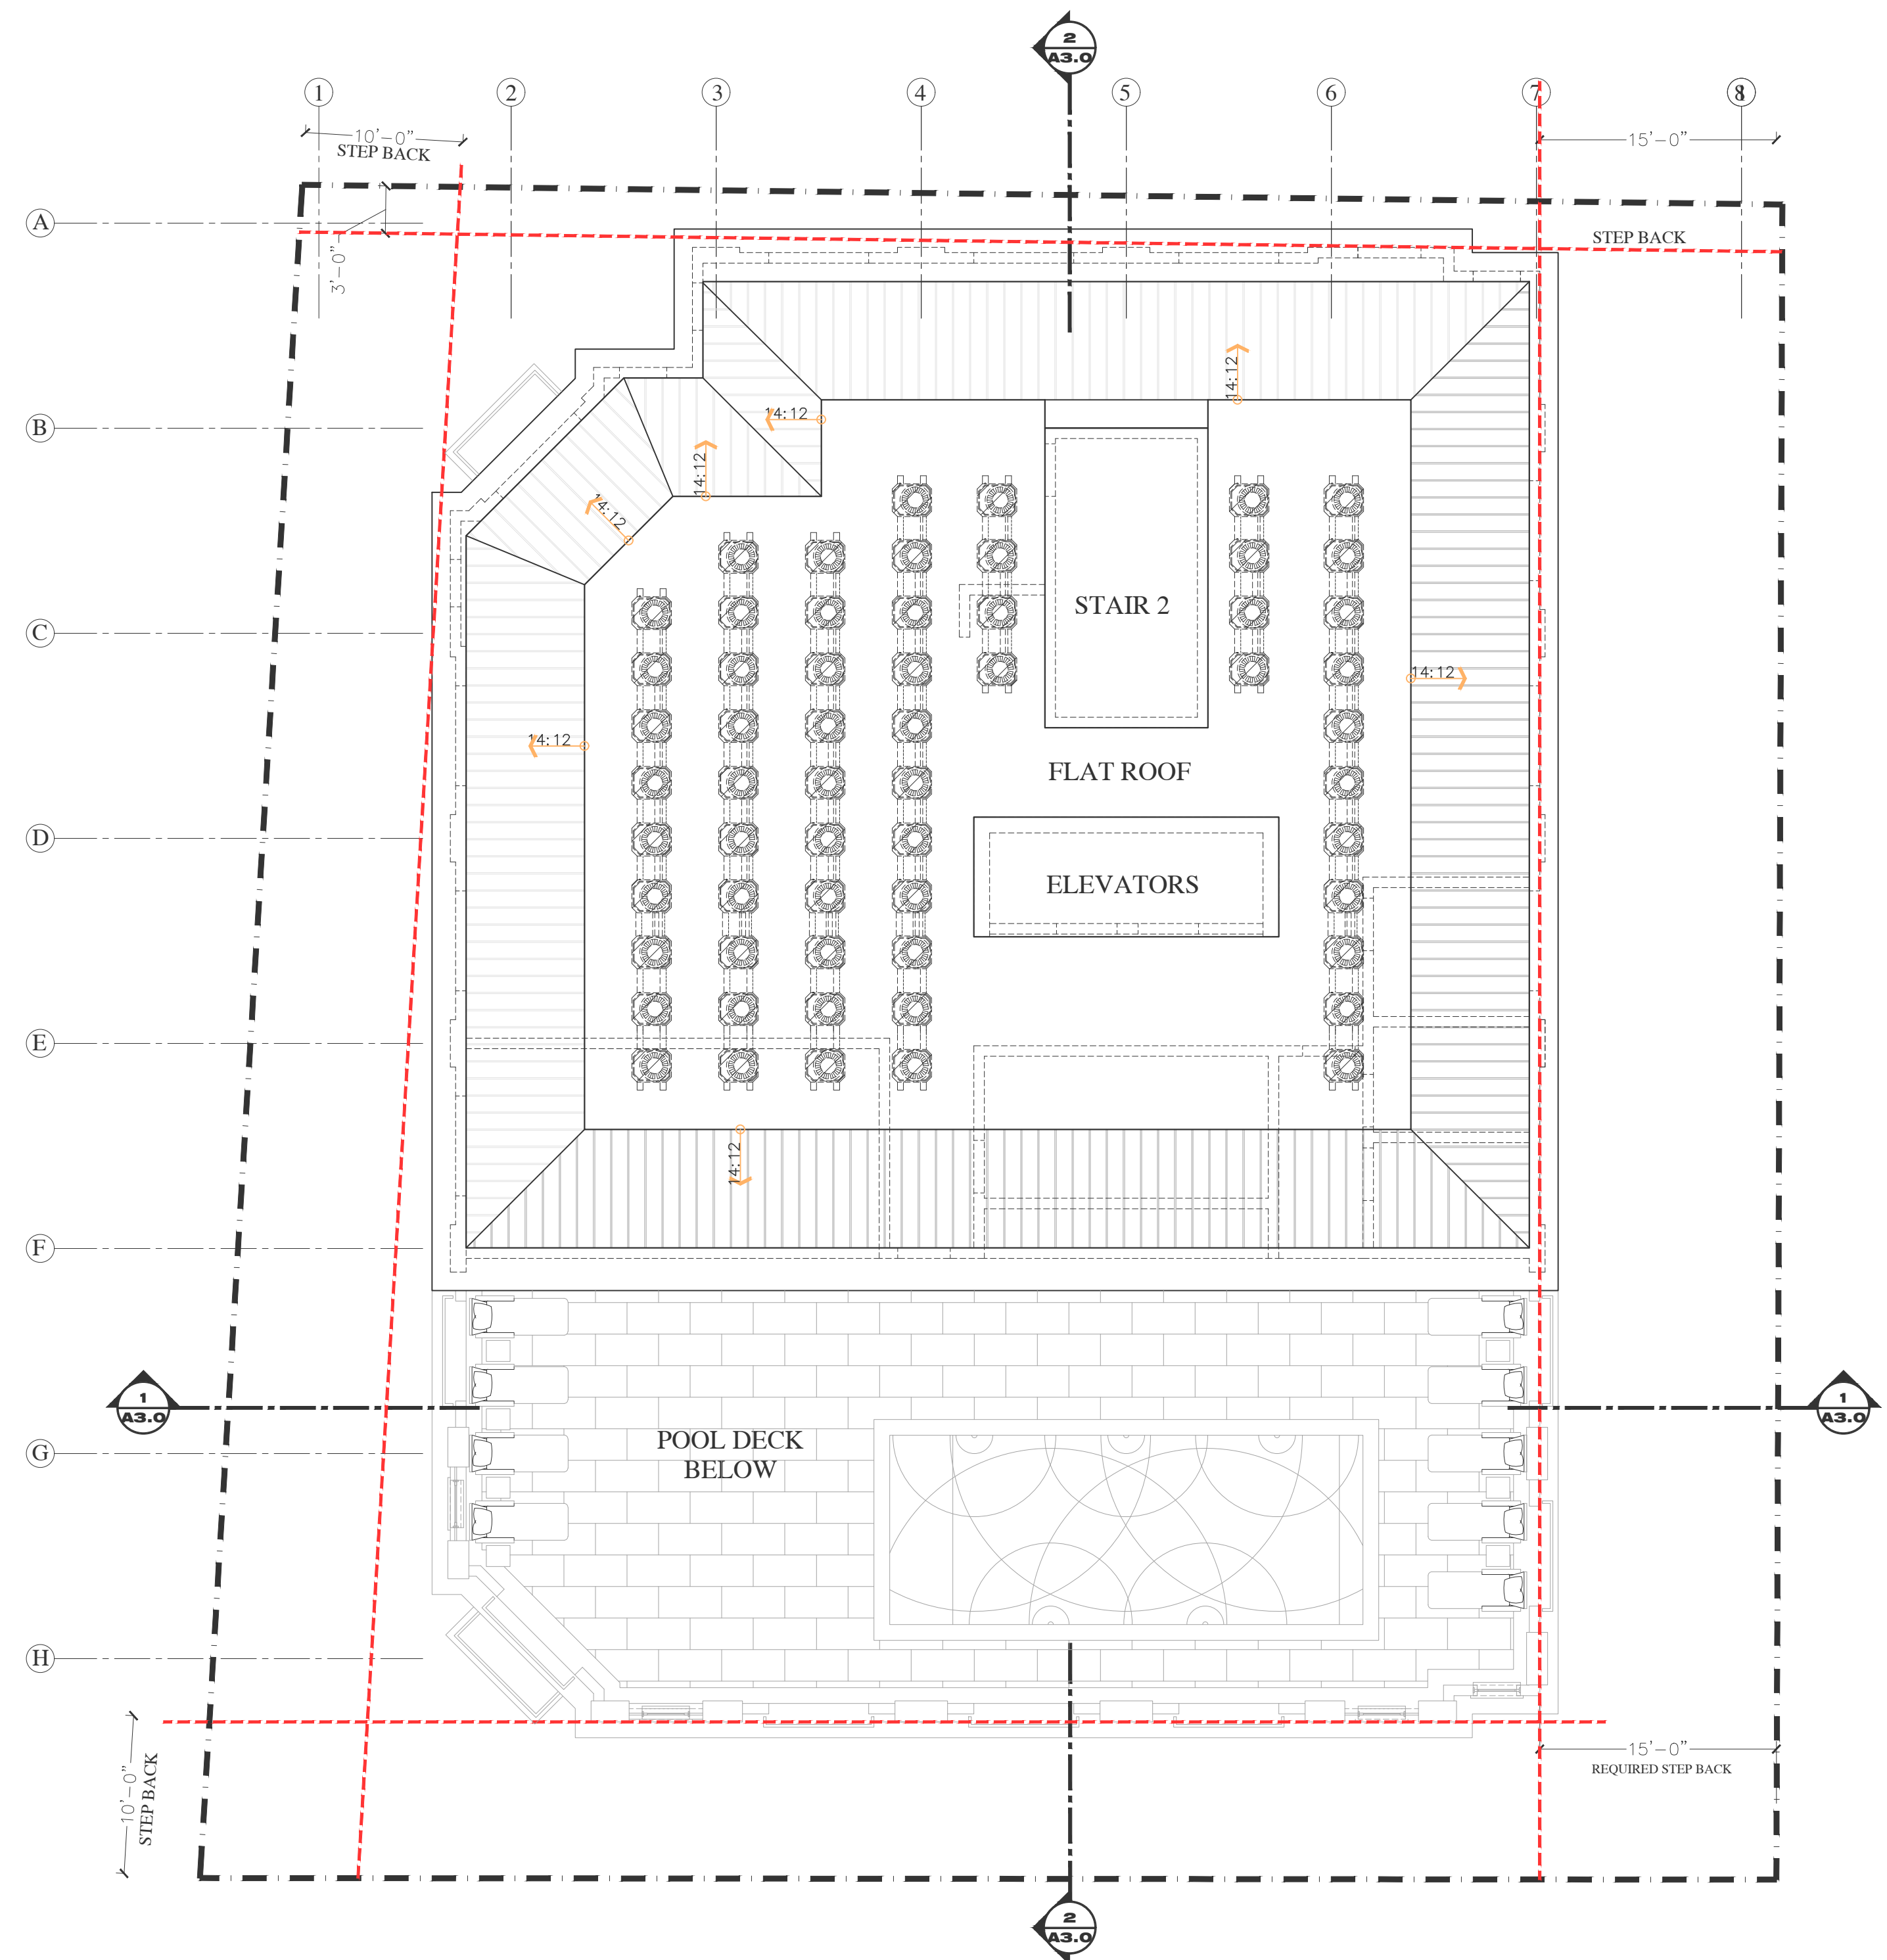 2
A3.0
1
2
3
4
5
6
7
8
10'-0"
STEP BACK
15'-0"
A
3'-0"
STEP BACK
14:12
14:12
B
14:12
14:12
STAIR 2
C
14:12
14:12
FLAT ROOF
D
ELEVATORS
E
14:12
F
1
A3.0
1
A3.0
POOL DECK
BELOW
G
H
15'-0"
REQUIRED STEP BACK
10'-0"
STEP BACK
2
A3.0